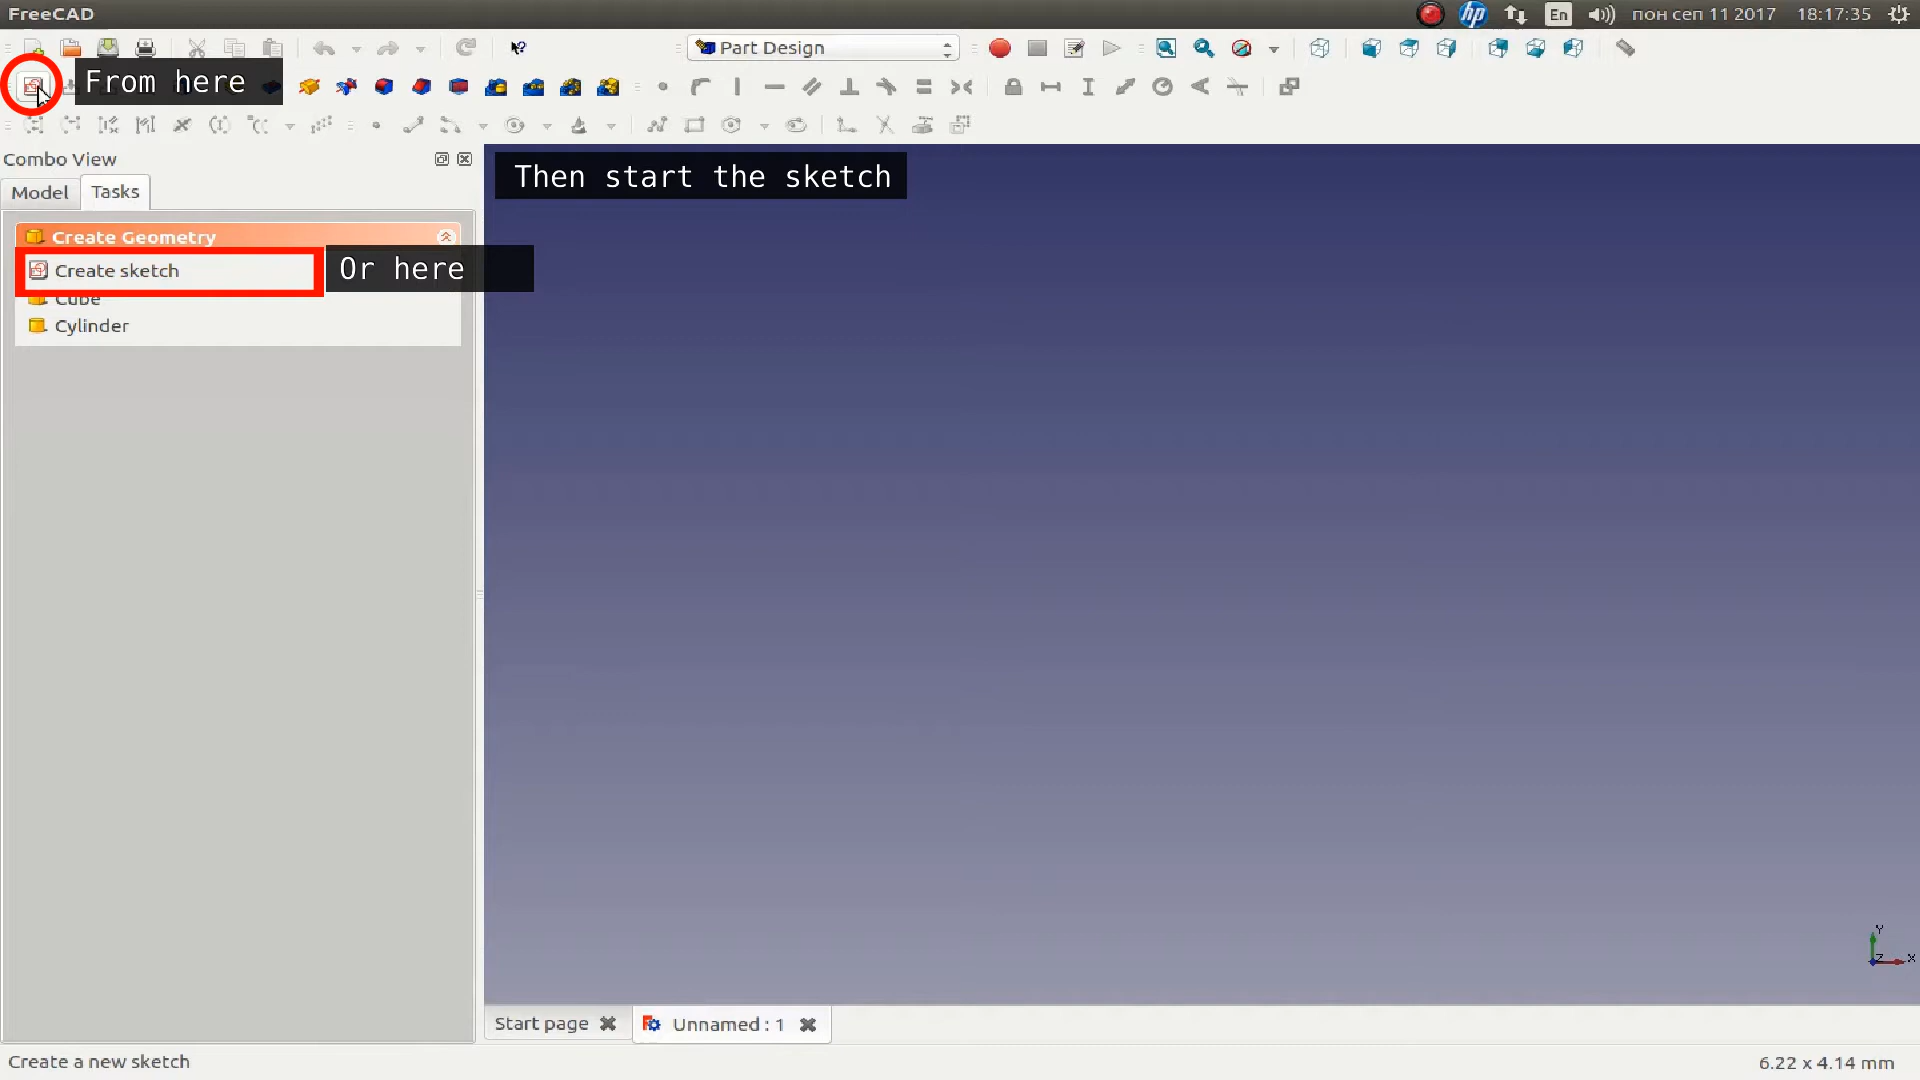 FreeCAD
hp
En
пон сеп 11 2017 18:17:35
Part Design
From here
Combo View
Then start the sketch
Model
Tasks
Create Geometry
Create sketch
Or here
Cube
Cylinder
Y
Z
X
Start page
Unnamed : 1
Create a new sketch
6.22 x 4.14 mm